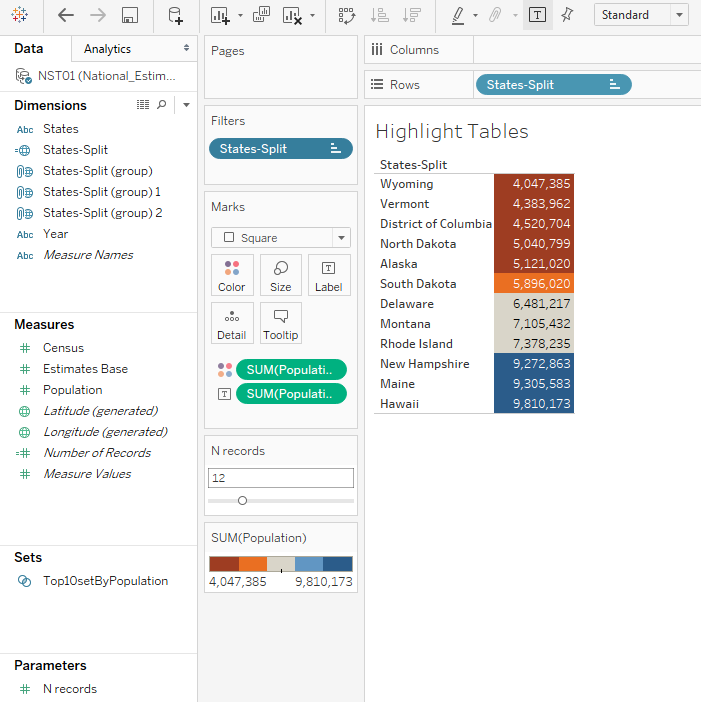 Standard
Data
Analytics
NST01 (National_Estim...
Dimensions
Abc States
States-Split
States-Split (group)
States-Split (group) 1
States-Split (group) 2
Abc Year
Abc Measure Names
Measures
# Census
# Estimates Base
# Population
Latitude (generated)
Longitude (generated)
=# Number of Records
# Measure Values
Sets
Top10setByPopulation
Parameters
# N records
Pages
Filters
States-Split
Marks
Square
Color Size T Label
Detail Tooltip
SUM(Populati..
T SUM(Populati..
N records
12
SUM(Population)
4,047,385 9,810,173
Columns
Rows States-Split
Highlight Tables
States-Split
Wyoming 4,047,385
Vermont 4,383,962
District of Columbia 4,520,704
North Dakota 5,040,799
Alaska 5,121,020
South Dakota 5,896,020
Delaware 6,481,217
Montana 7,105,432
Rhode Island 7,378,235
New Hampshire 9,272,863
Maine 9,305,583
Hawaii 9,810,173